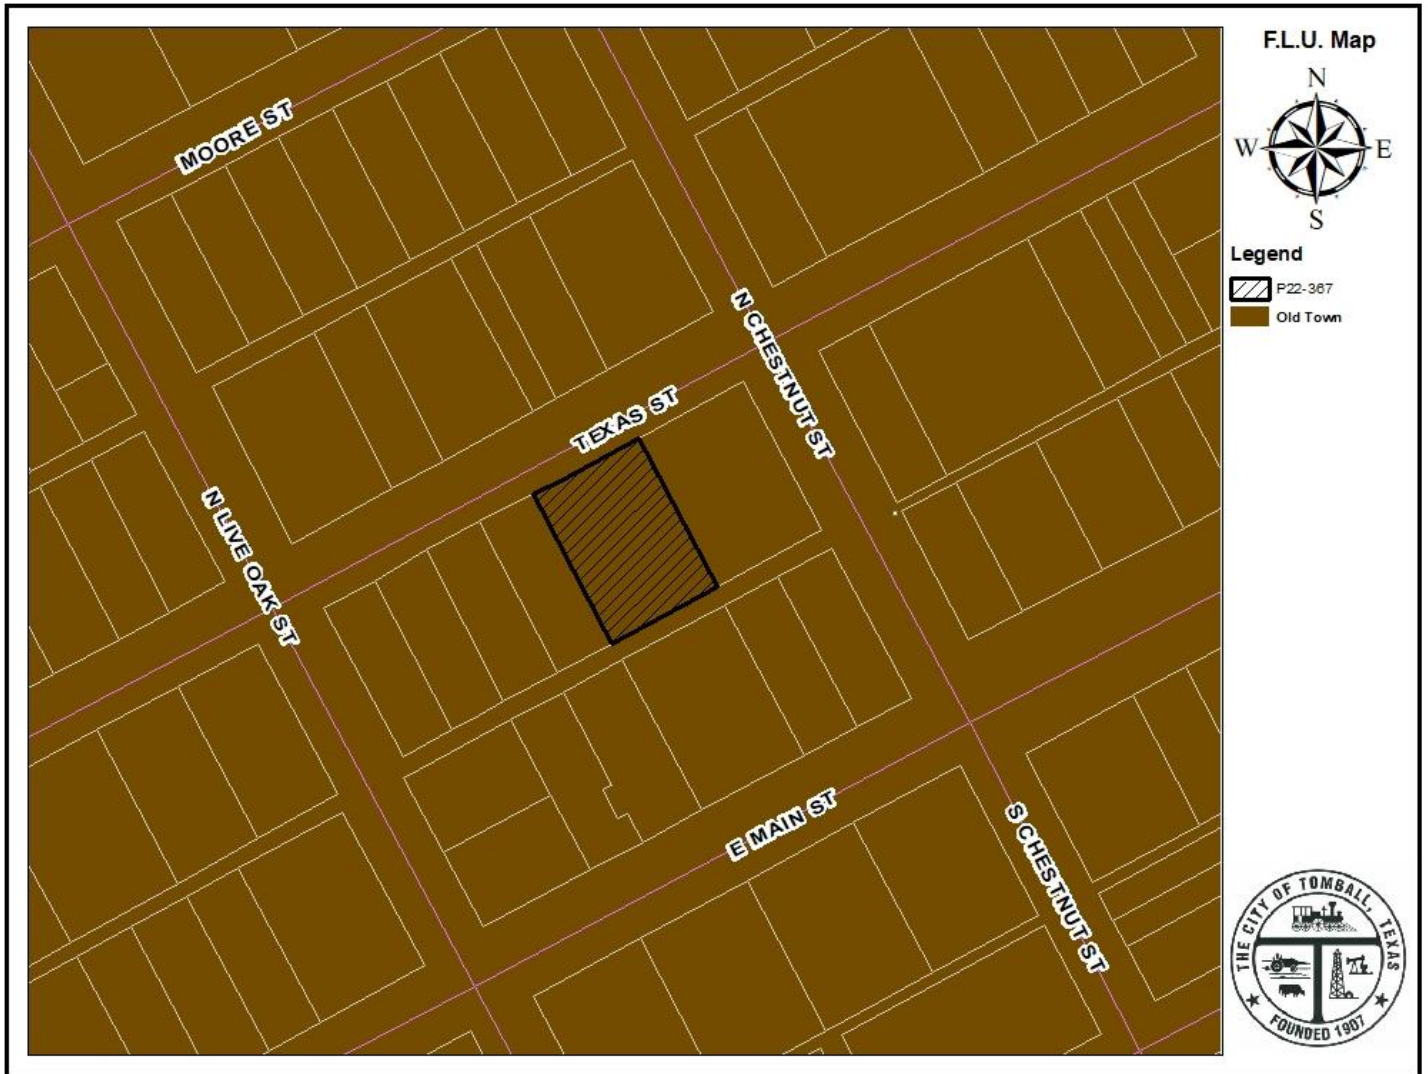 F.L.U. Map
N
W E
S
Legend
P22-367
Old Town
MOORE ST
N CHESTNUT ST
TEXAS ST
N LIVE OAK ST
E MAIN ST
S CHESTNUT ST
THE CITY OF TOMBALL, TEXAS
FOUNDED 1907